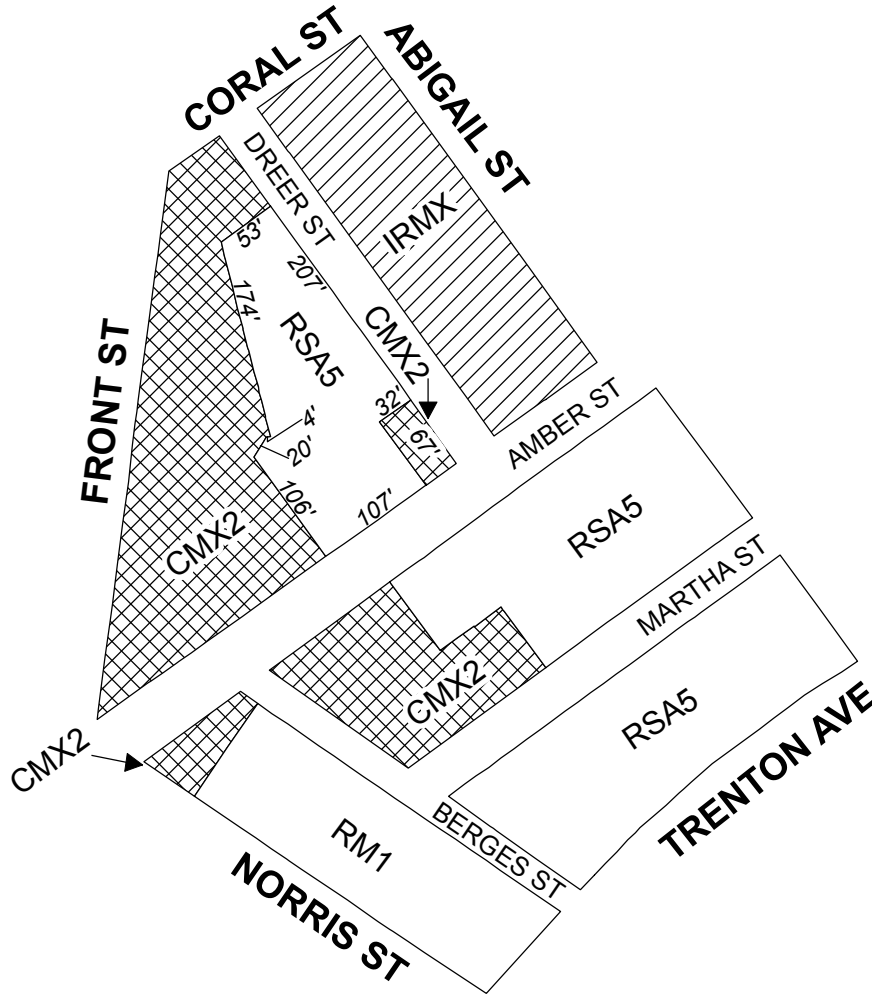 CORAL ST
ABIGAIL ST
DREER ST
IRMX
53'
207'
174'
FRONT ST
RSA5
CMX2
32'
4'
67'
20'
AMBER ST
106'
107'
CMX2
RSA5
MARTHA ST
CMX2
RSA5
CMX2
TRENTON AVE
BERGES ST
RM1
NORRIS ST